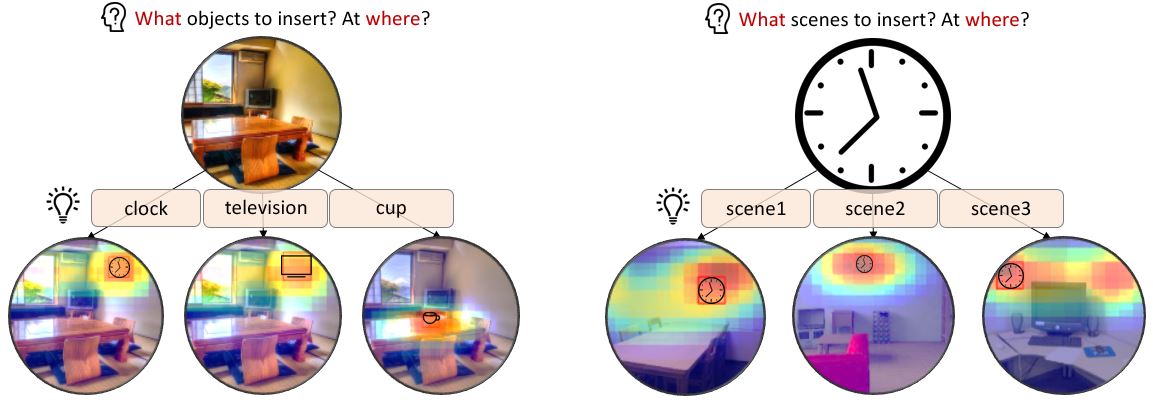 What objects to insert? At where?
What scenes to insert? At where?
clock
television
cup
scene1
scene2
scene3